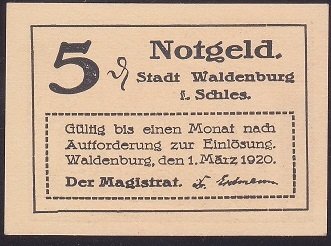 5 ₰ Notgeld.
Stadt Waldenburg
i. Schles.
Gültig bis einen Monat nach
Aufforderung zur Einlösung.
Waldenburg, den 1. März 1920.
Der Magistrat.